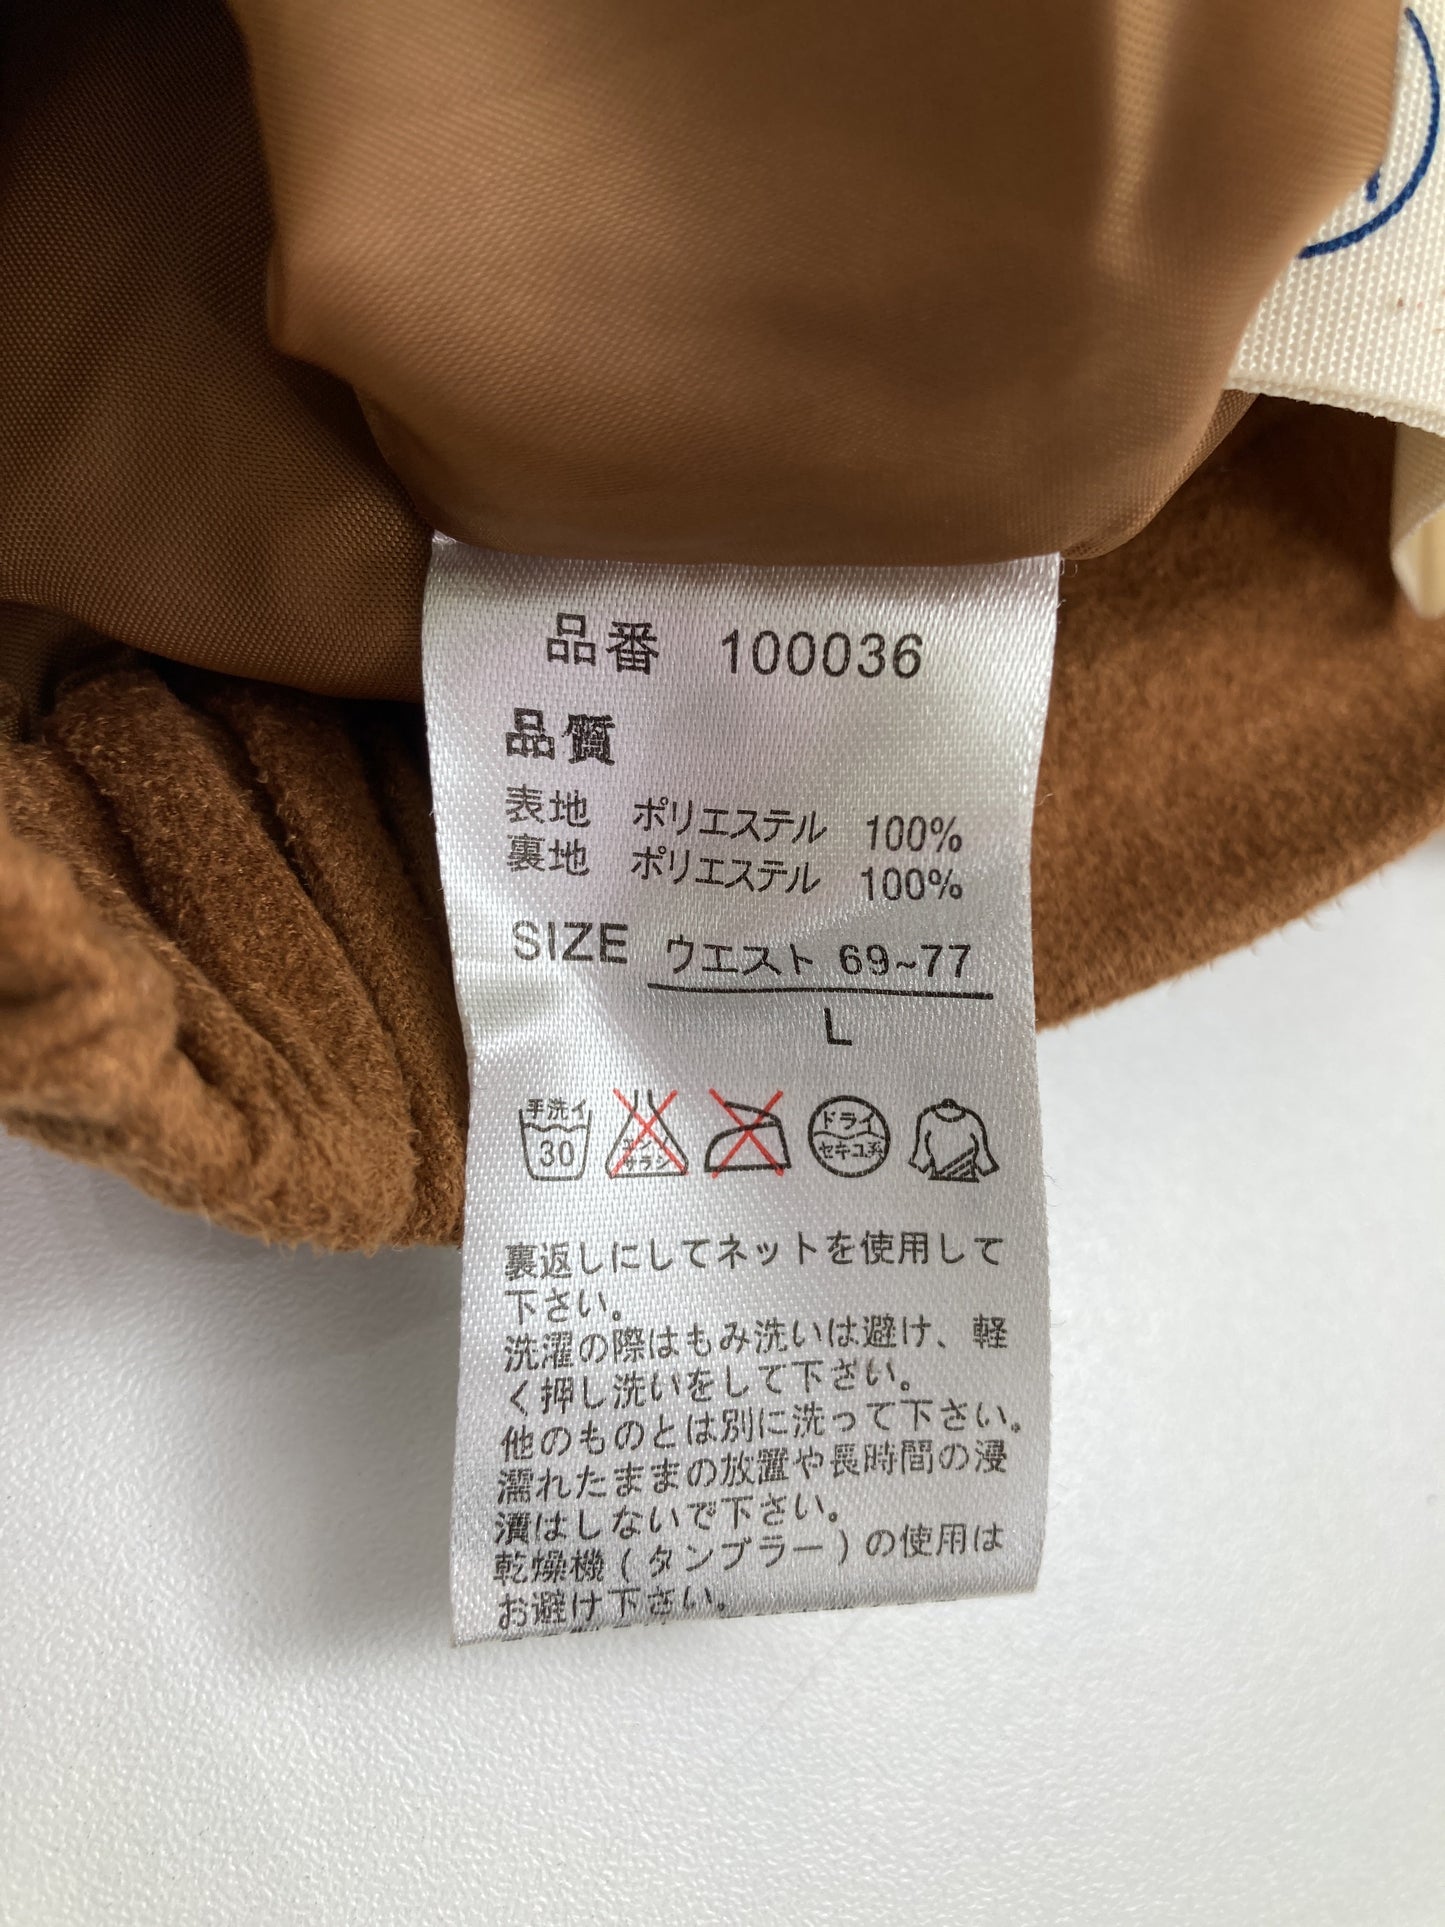 品番 100036
品質
表地 ポリエステル 100%
裏地 ポリエステル 100%
SIZE ウエスト 69~77
L
手洗イ
30
エンソ
サラシ
ドライ
セキユ系
裏返しにしてネットを使用して
下さい。
洗濯の際はもみ洗いは避け、軽
く押し洗いをして下さい。
他のものとは別に洗って下さい。
濡れたままの放置や長時間の浸
漬はしないで下さい。
乾燥機(タンブラー)の使用は
お避け下さい。